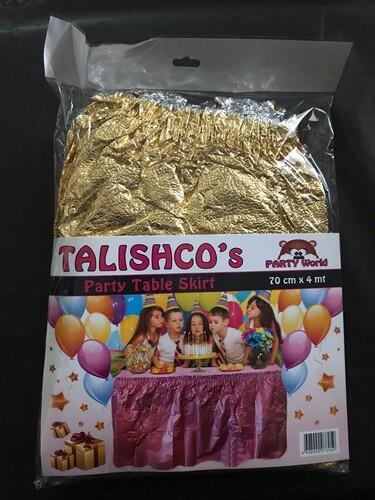 TALISHCO's
Party Table Skirt
PARTY World
70 cm x 4 mt